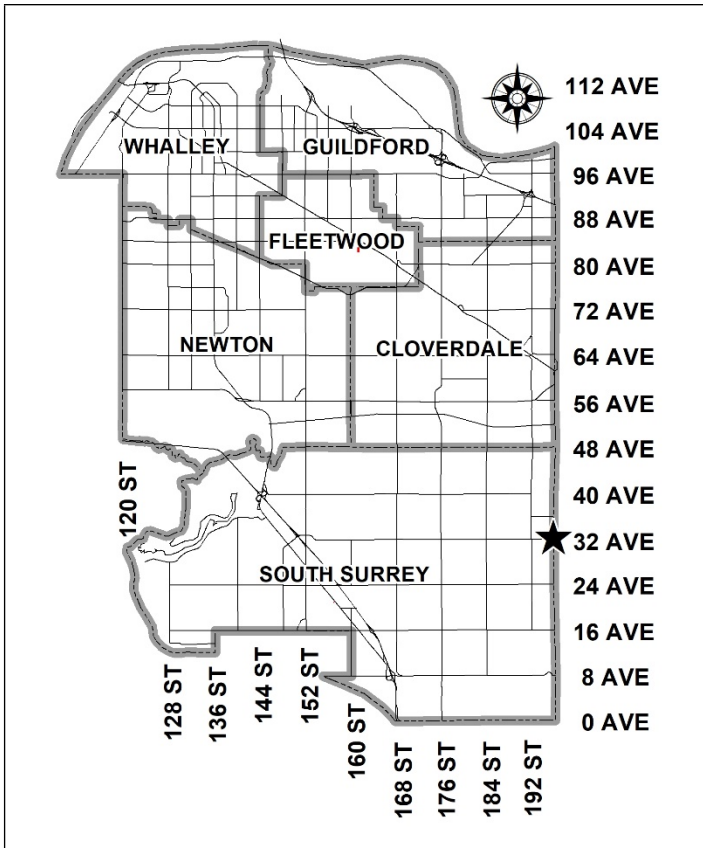 112 AVE
104 AVE
WHALLEY
GUILDFORD
96 AVE
88 AVE
FLEETWOOD
80 AVE
72 AVE
NEWTON
CLOVERDALE
64 AVE
56 AVE
48 AVE
120 ST
40 AVE
32 AVE
SOUTH SURREY
24 AVE
16 AVE
8 AVE
128 ST
136 ST
144 ST
152 ST
160 ST
0 AVE
168 ST
176 ST
184 ST
192 ST